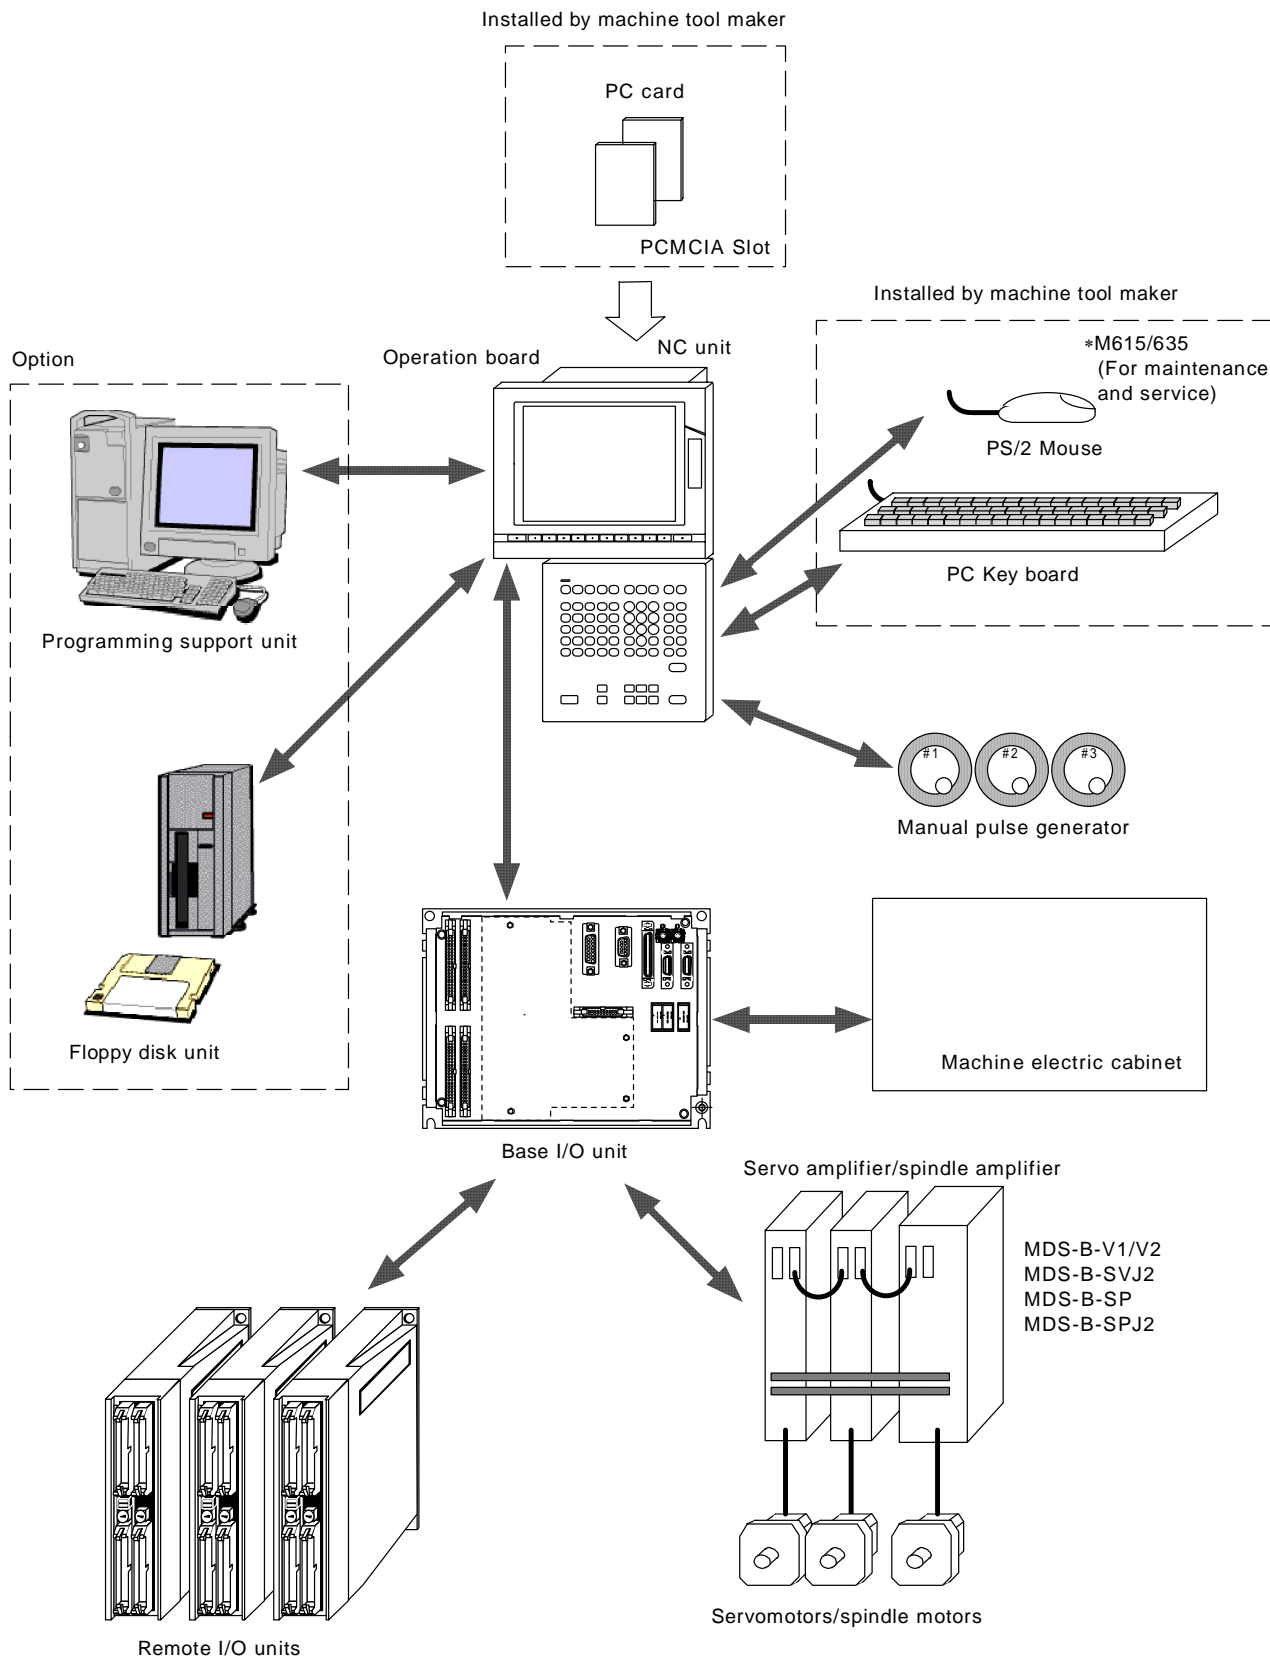 Installed by machine tool maker
PC card
PCMCIA Slot
Installed by machine tool maker
*M615/635
(For maintenance
and service)
PS/2 Mouse
PC Key board
Option
Operation board
NC unit
Programming support unit
Floppy disk unit
#1
#2
#3
Manual pulse generator
Machine electric cabinet
Base I/O unit
Servo amplifier/spindle amplifier
MDS-B-V1/V2
MDS-B-SVJ2
MDS-B-SP
MDS-B-SPJ2
Servomotors/spindle motors
Remote I/O units